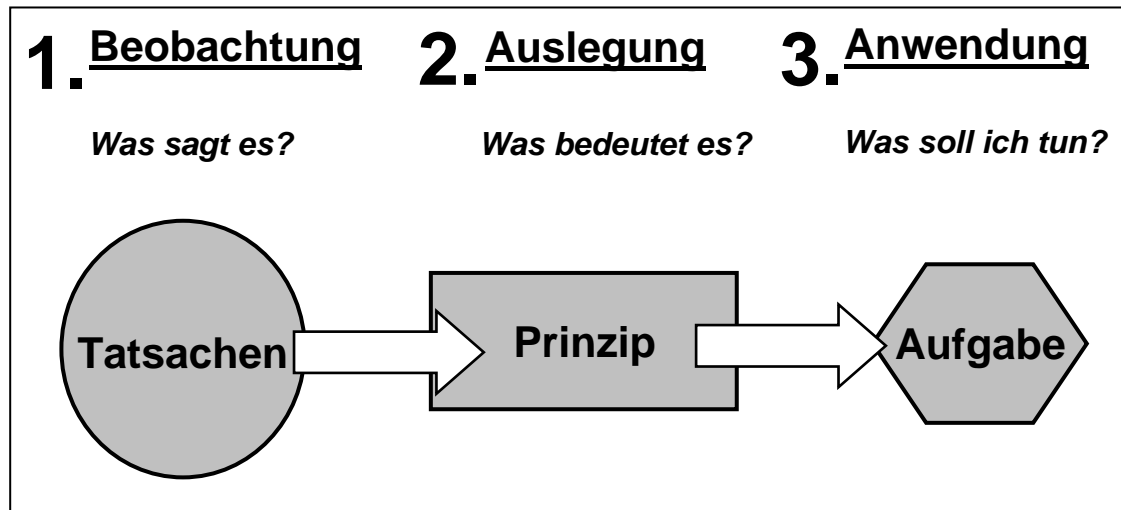 1. Beobachtung
2. Auslegung
3. Anwendung
Was sagt es?
Was bedeutet es?
Was soll ich tun?
Tatsachen
Prinzip
Aufgabe